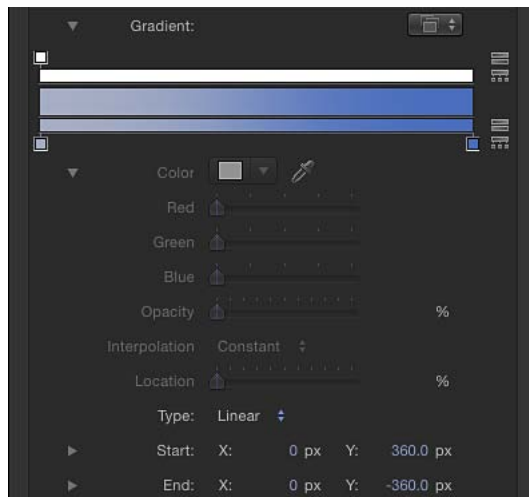 Gradient:
Color
Red
Green
Blue
Opacity %
Interpolation Constant
Location %
Type: Linear
Start: X: 0 px Y: 360.0 px
End: X: 0 px Y: -360.0 px